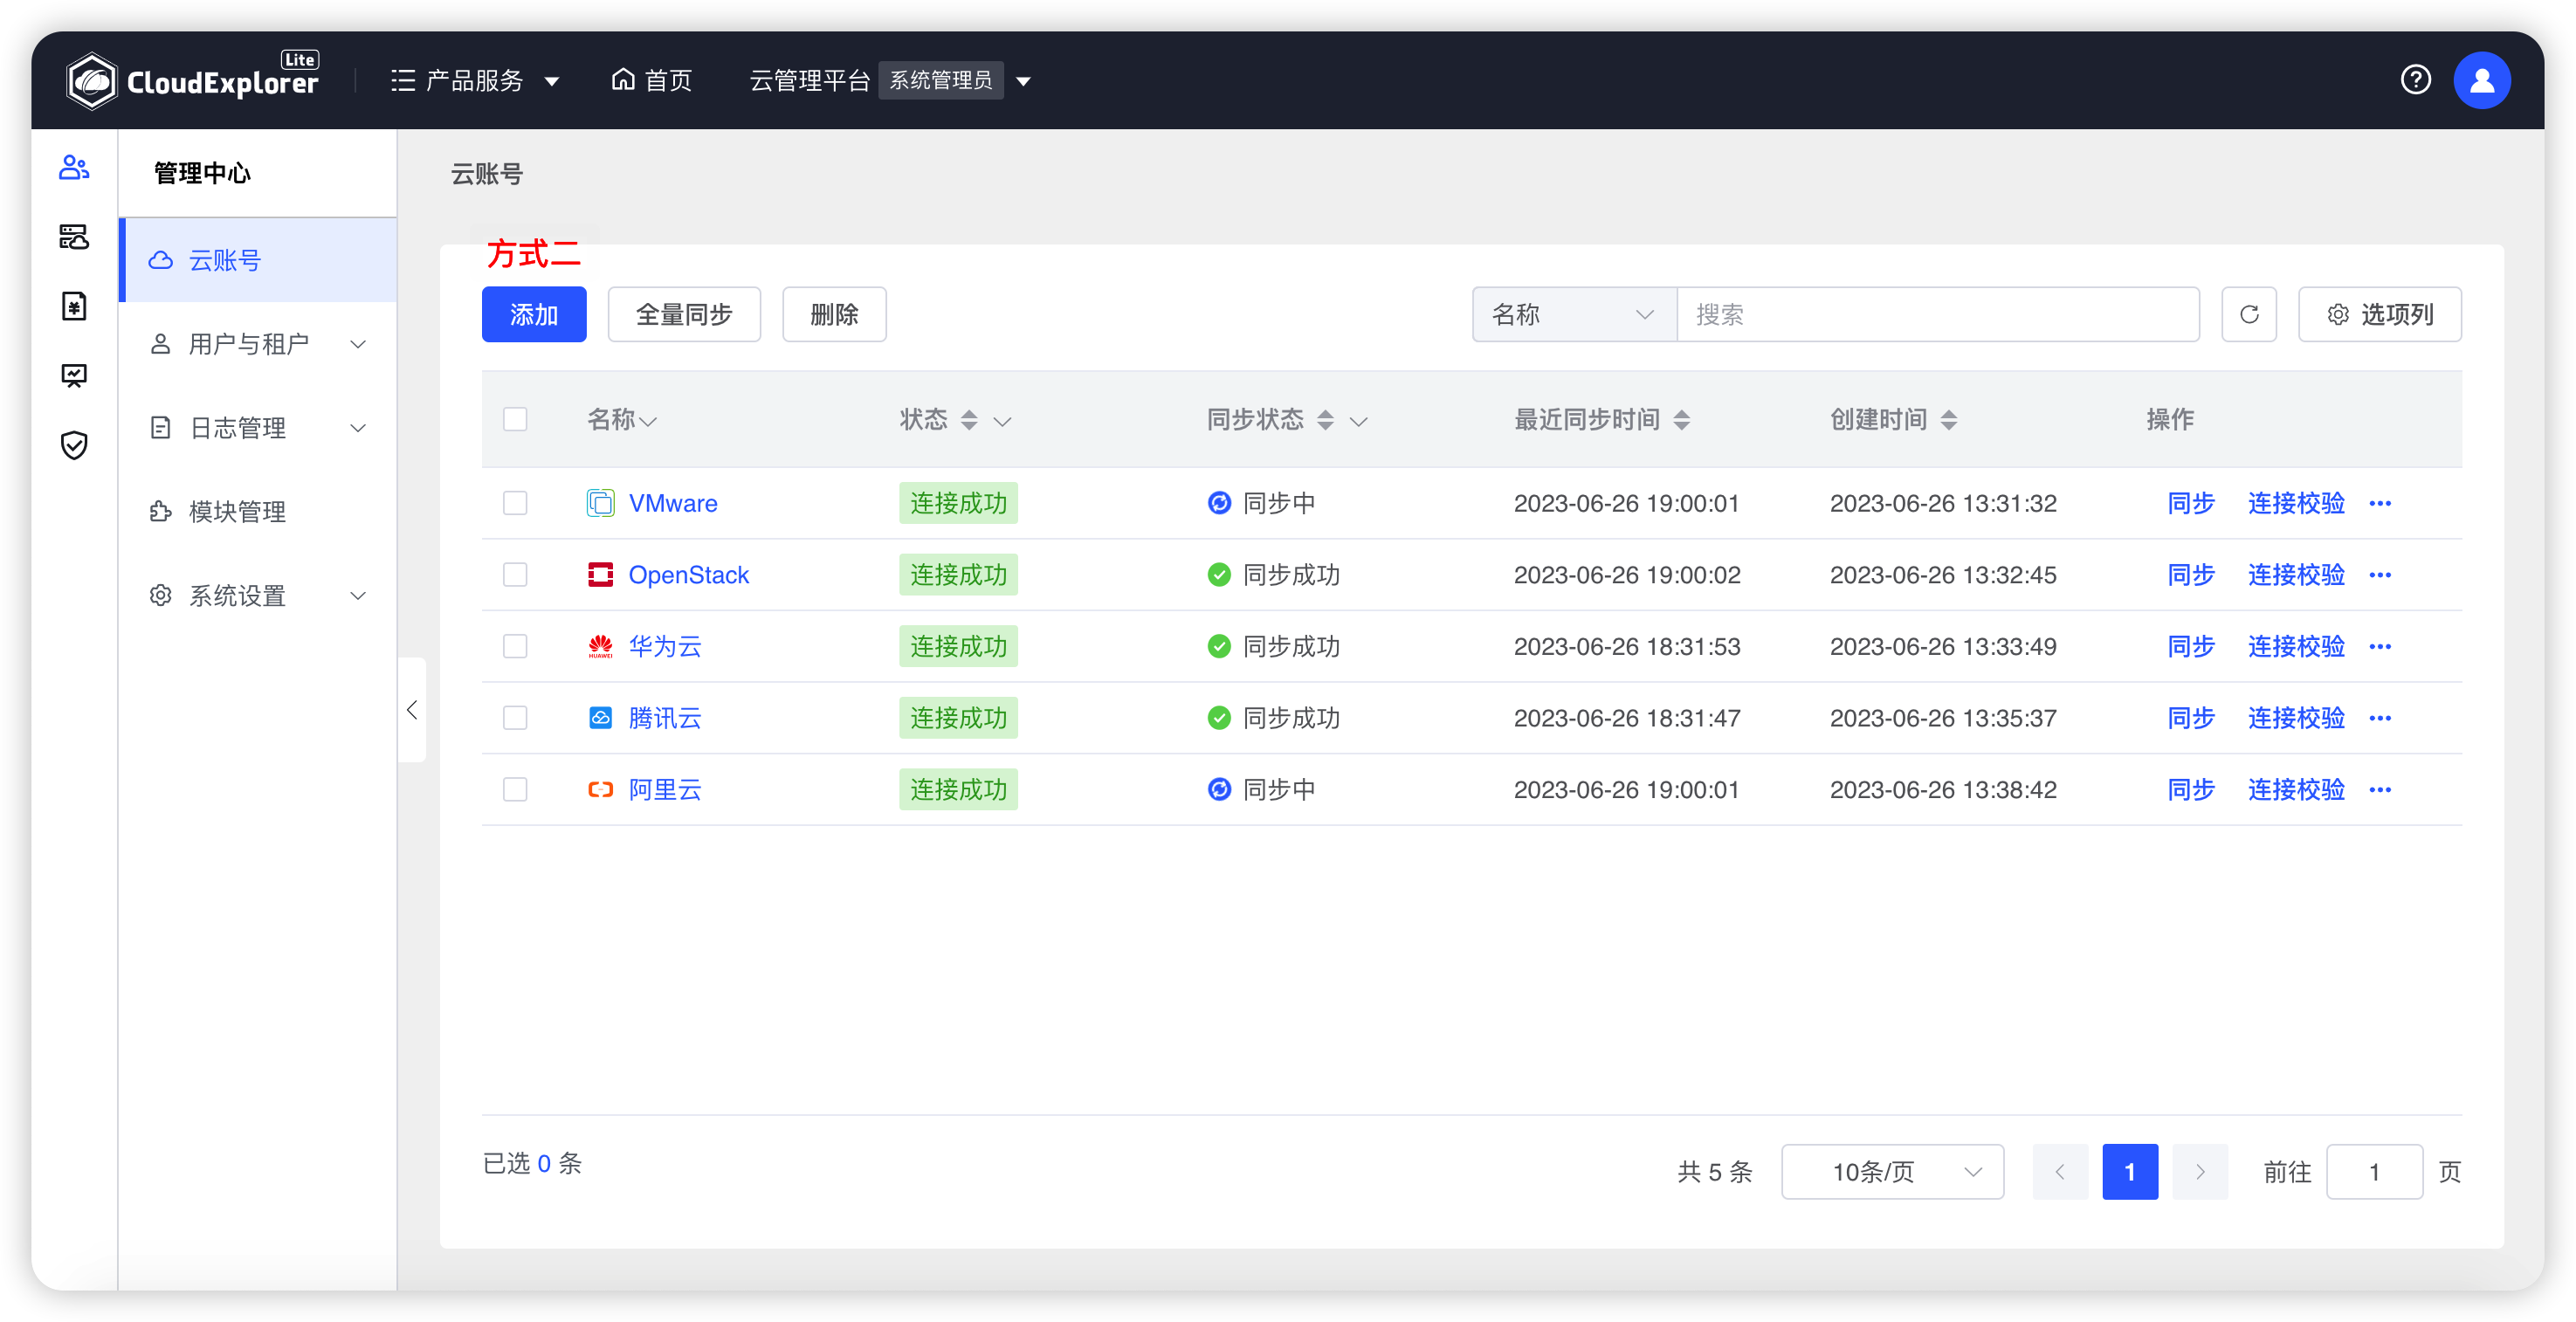 CloudExplorer Lite 产品服务 首页 云管理平台 系统管理员
管理中心
云账号
用户与租户
日志管理
模块管理
系统设置
云账号
方式二
添加 全量同步 删除 名称 搜索 选项列
名称 状态 同步状态 最近同步时间 创建时间 操作
VMware 连接成功 同步中 2023-06-26 19:00:01 2023-06-26 13:31:32 同步 连接校验 •••
OpenStack 连接成功 同步成功 2023-06-26 19:00:02 2023-06-26 13:32:45 同步 连接校验 •••
HUAWEI 华为云 连接成功 同步成功 2023-06-26 18:31:53 2023-06-26 13:33:49 同步 连接校验 •••
腾讯云 连接成功 同步成功 2023-06-26 18:31:47 2023-06-26 13:35:37 同步 连接校验 •••
阿里云 连接成功 同步中 2023-06-26 19:00:01 2023-06-26 13:38:42 同步 连接校验 •••
已选 0 条 共 5 条 10条/页 1 前往 1 页